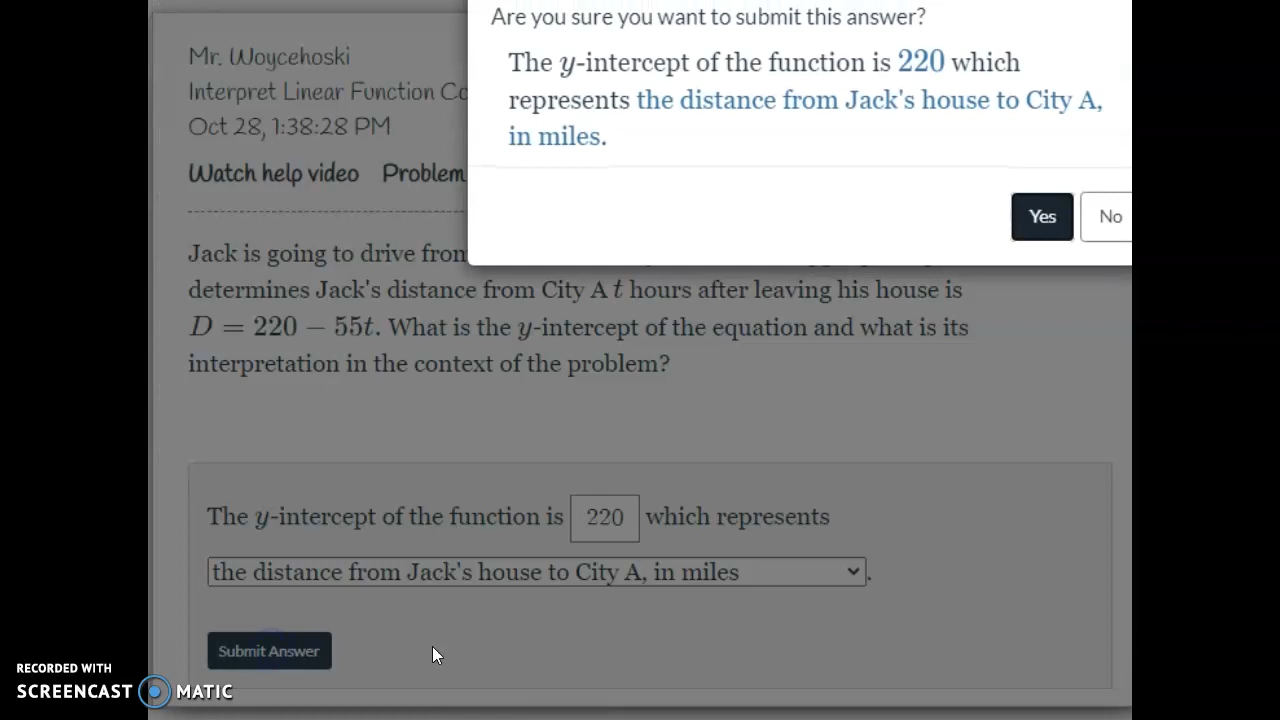 Are you sure you want to submit this answer?
The y-intercept of the function is 220 which
represents the distance from Jack's house to City A,
in miles.
Yes No
Mr. Woycehoski
Interpret Linear Function Co
Oct 28, 1:38:28 PM
Watch help video Problem
Jack is going to drive from
determines Jack's distance from City A t hours after leaving his house is
D = 220 − 55t. What is the y-intercept of the equation and what is its
interpretation in the context of the problem?
The y-intercept of the function is 220 which represents
the distance from Jack's house to City A, in miles .
Submit Answer
RECORDED WITH
SCREENCAST MATIC